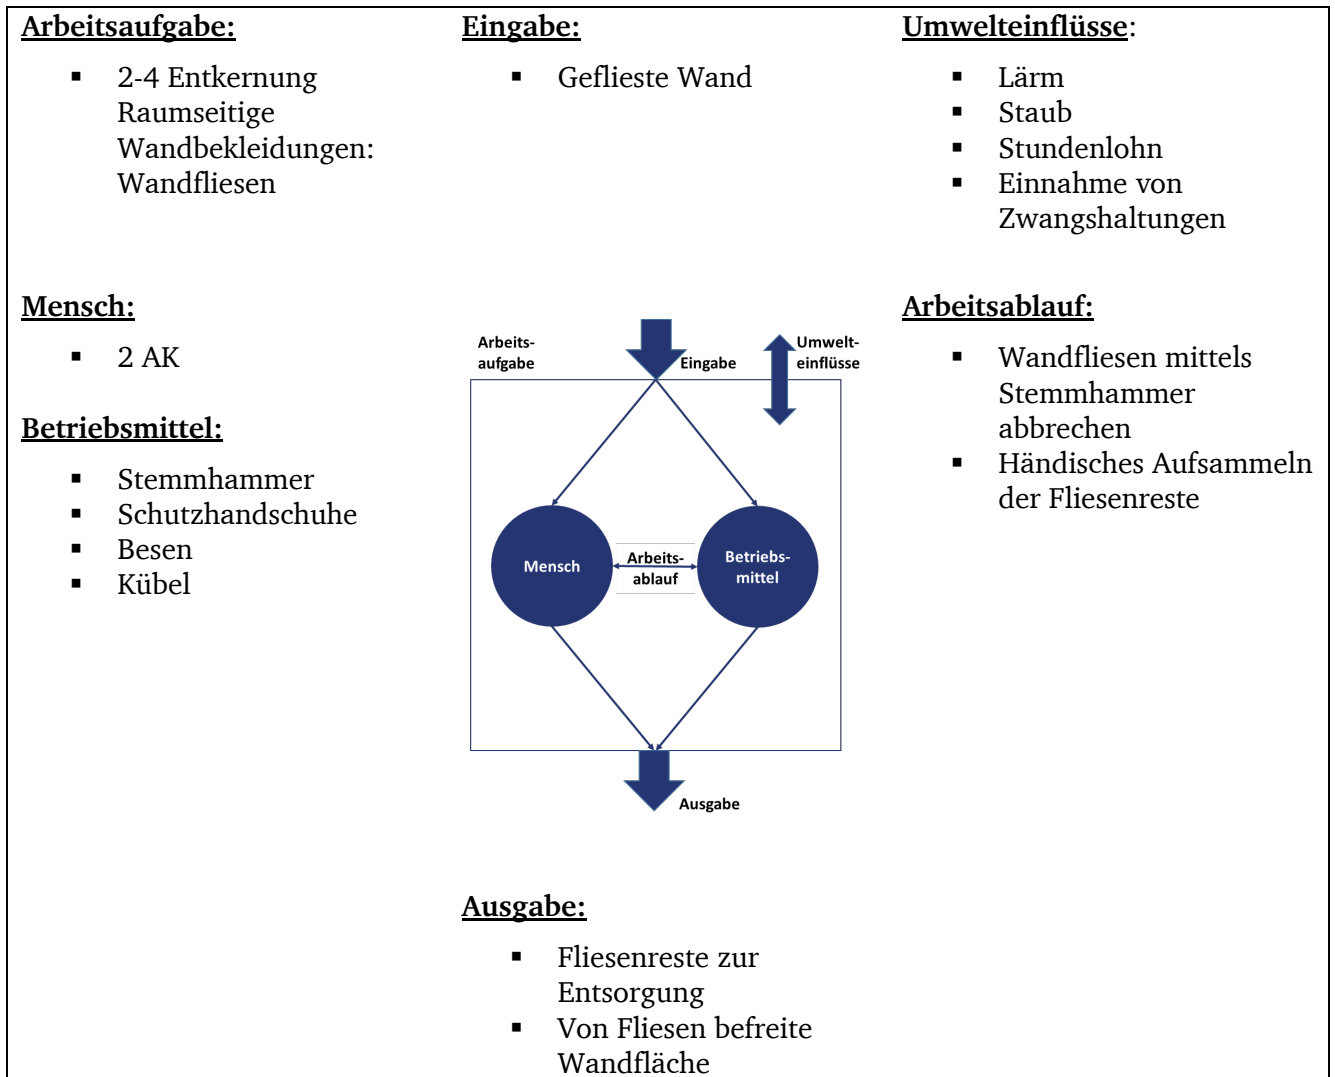 Arbeitsaufgabe:
▪ 2-4 Entkernung
Raumseitige
Wandbekleidungen:
Wandfliesen
Eingabe:
▪ Geflieste Wand
Umwelteinflüsse:
▪ Lärm
▪ Staub
▪ Stundenlohn
▪ Einnahme von
Zwangshaltungen
Mensch:
▪ 2 AK
Betriebsmittel:
▪ Stemmhammer
▪ Schutzhandschuhe
▪ Besen
▪ Kübel
Arbeits-
aufgabe
Eingabe
Umwelt-
einflüsse
Mensch
Arbeits-
ablauf
Betriebs-
mittel
Ausgabe
Arbeitsablauf:
▪ Wandfliesen mittels
Stemmhammer
abbrechen
▪ Händisches Aufsammeln
der Fliesenreste
Ausgabe:
▪ Fliesenreste zur
Entsorgung
▪ Von Fliesen befreite
Wandfläche